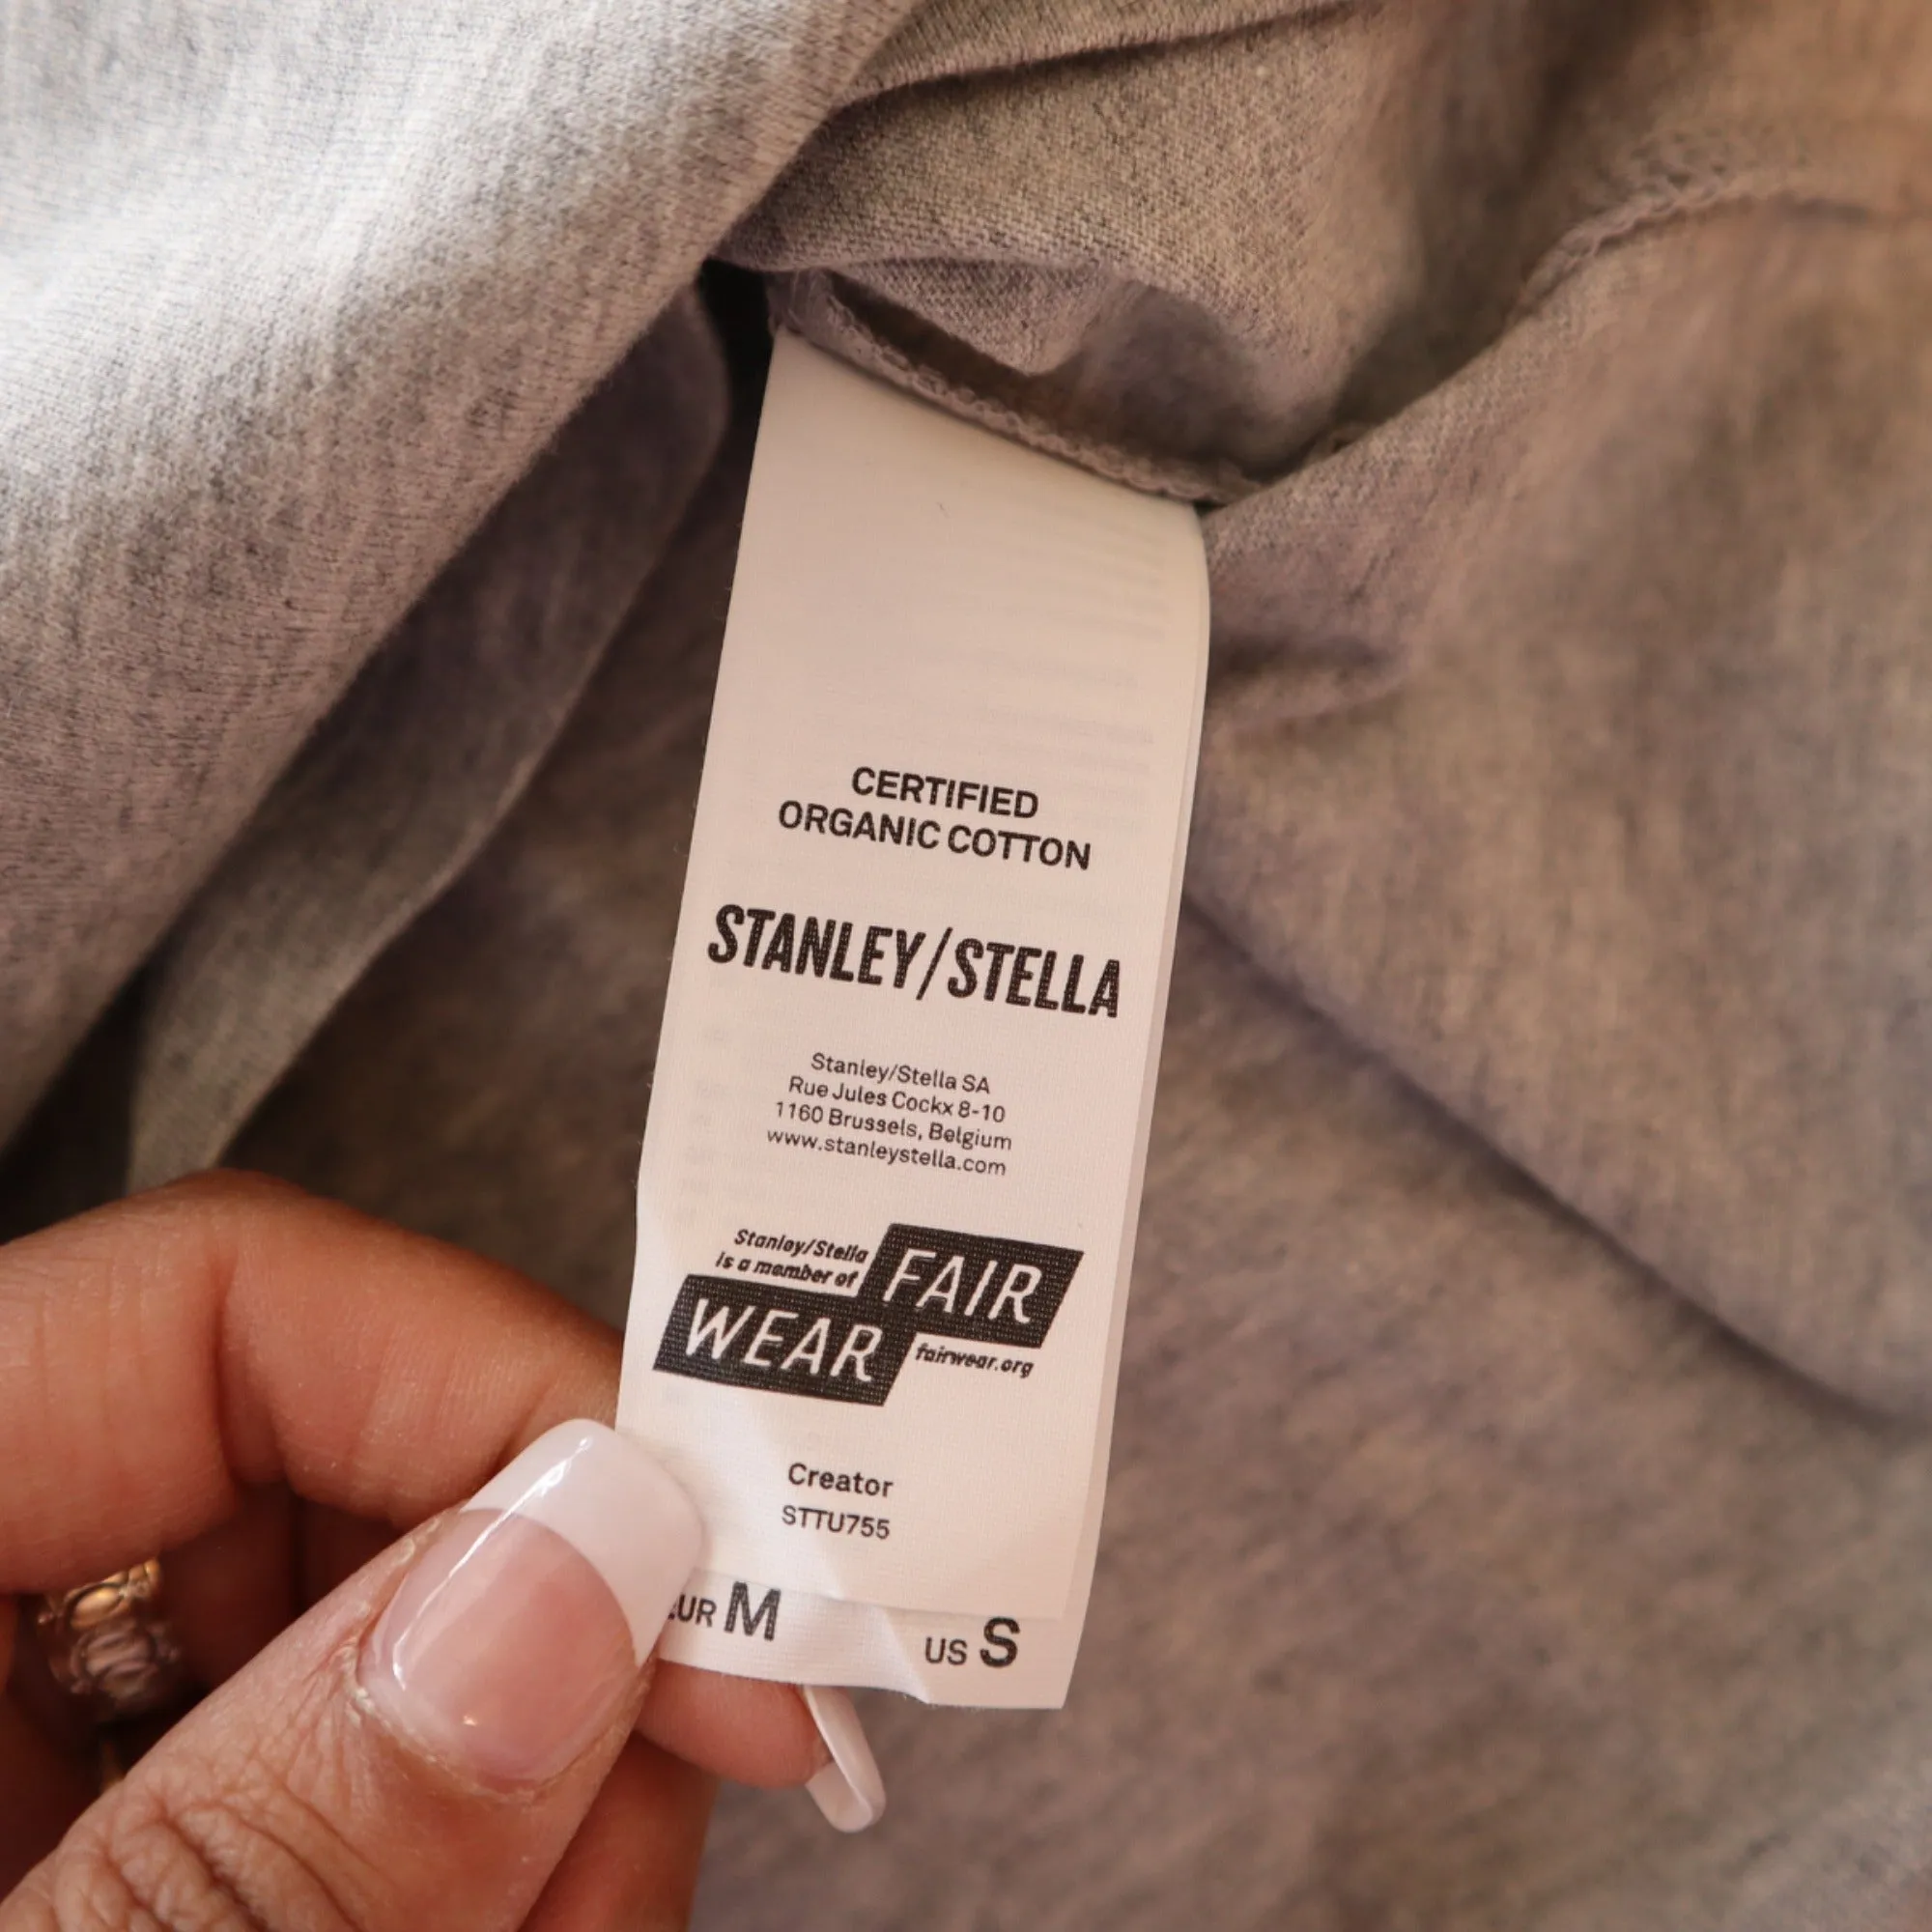 CERTIFIED
ORGANIC COTTON
STANLEY/STELLA
Stanley/Stella SA
Rue Jules Cockx 8-10
1160 Brussels, Belgium
www.stanleystella.com
Stanley/Stella
is a member of
FAIR
WEAR
fairwear.org
Creator
STTU755
EUR M
US S